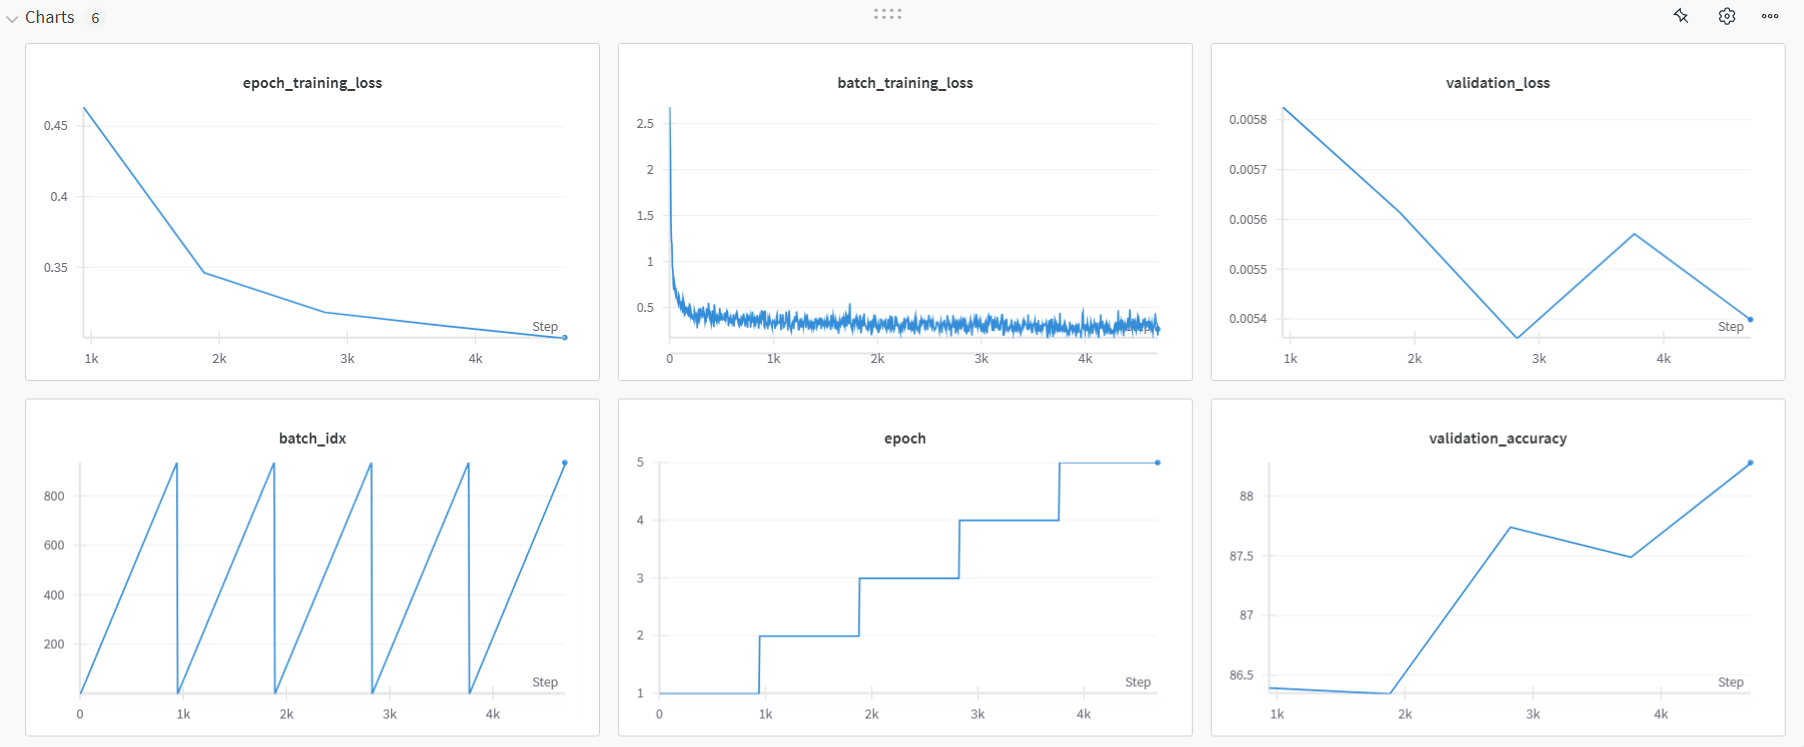 Charts 6
epoch_training_loss
0.45
0.4
0.35
Step
1k 2k 3k 4k
batch_training_loss
2.5
2
1.5
1
0.5
0 1k 2k 3k 4k
validation_loss
0.0058
0.0057
0.0056
0.0055
0.0054
Step
1k 2k 3k 4k
batch_idx
800
600
400
200
Step
0 1k 2k 3k 4k
epoch
5
4
3
2
1
Step
0 1k 2k 3k 4k
validation_accuracy
88
87.5
87
86.5
Step
1k 2k 3k 4k